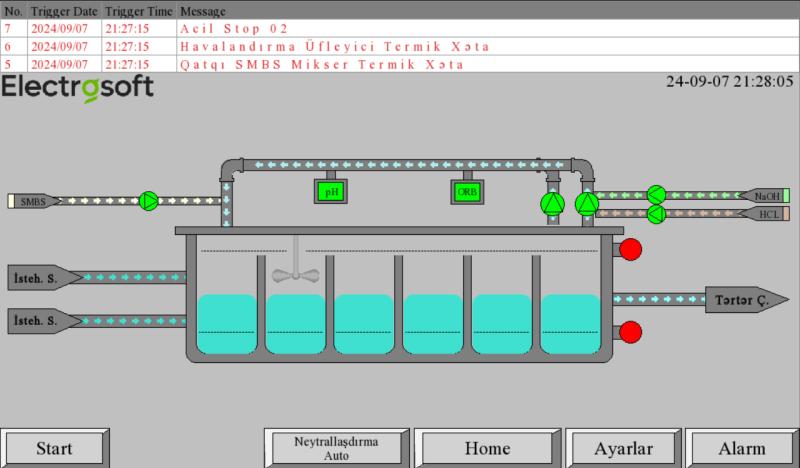 No. Trigger Date Trigger Time Message
7 2024/09/07 21:27:15 Acil Stop 02
6 2024/09/07 21:27:15 Havalandırma Üfleyici Termik Xəta
5 2024/09/07 21:27:15 Qatqı SMBS Mikser Termik Xəta
Electrosoft
24-09-07 21:28:05
pH
ORB
SMBS
NaOH
HCL
İsteh. S.
Tərtər Ç.
İsteh. S.
Start
Neytrallaşdırma
Auto
Home
Ayarlar
Alarm